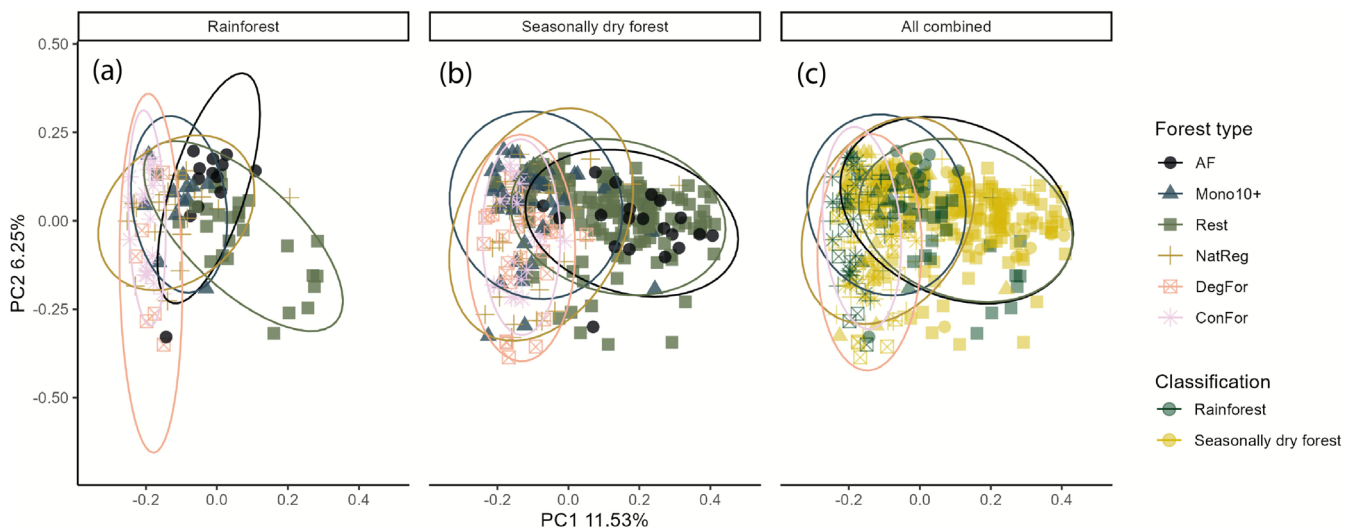 Rainforest
Seasonally dry forest
All combined
(a)
(b)
(c)
0.50
0.25
0.00
-0.25
-0.50
PC2 6.25%
-0.2 0.0 0.2 0.4
-0.2 0.0 0.2 0.4
-0.2 0.0 0.2 0.4
PC1 11.53%
Forest type
AF
Mono10+
Rest
NatReg
DegFor
ConFor
Classification
Rainforest
Seasonally dry forest